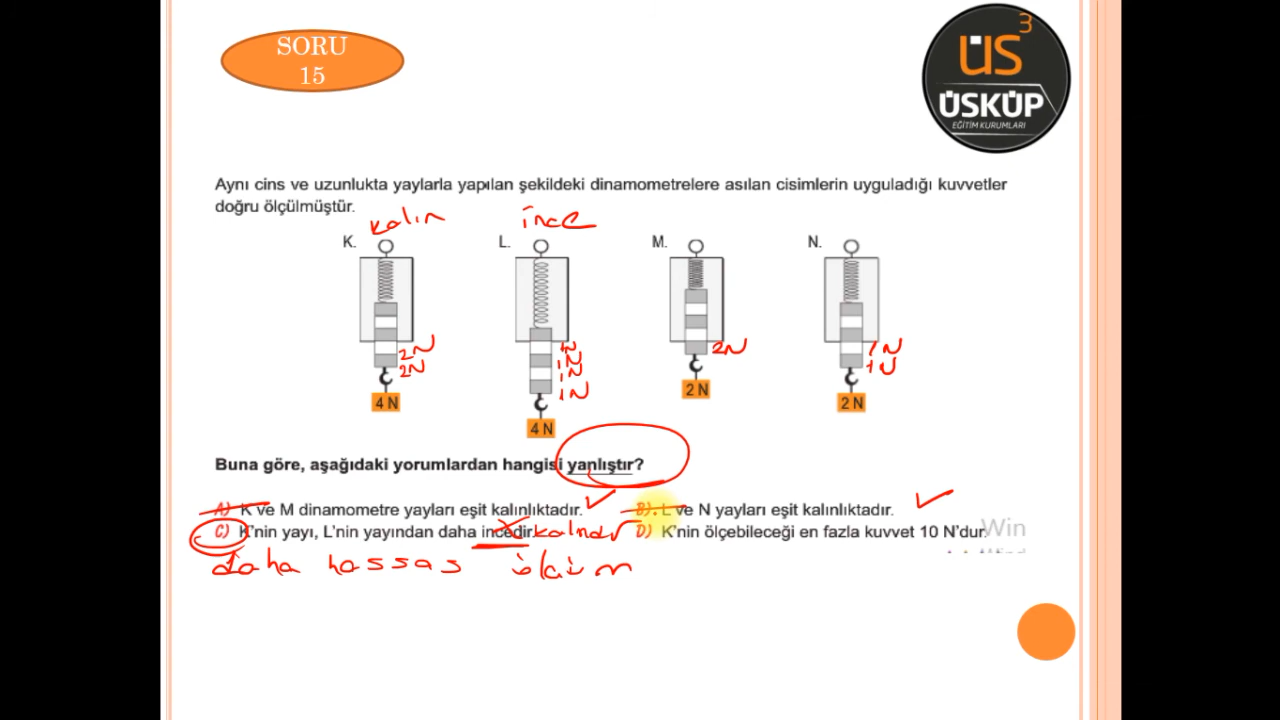 SORU
15
3
üs
ÜSKÜP
EĞİTİM KURUMLARI
Aynı cins ve uzunlukta yaylarla yapılan şekildeki dinamometrelere asılan cisimlerin uyguladığı kuvvetler
doğru ölçülmüştür.
kalın ince
K. L. M. N.
2N 1N 2N 1N
2N 1N 1N
1N
1N
4 N 4 N 2 N 2 N
Buna göre, aşağıdaki yorumlardan hangisi yanlıştır?
A) K ve M dinamometre yayları eşit kalınlıktadır. B) L ve N yayları eşit kalınlıktadır.
C) K'nin yayı, L'nin yayından daha incedir. kalındır D) K'nin ölçebileceği en fazla kuvvet 10 N'dur.
daha hassas ölçüm
Win